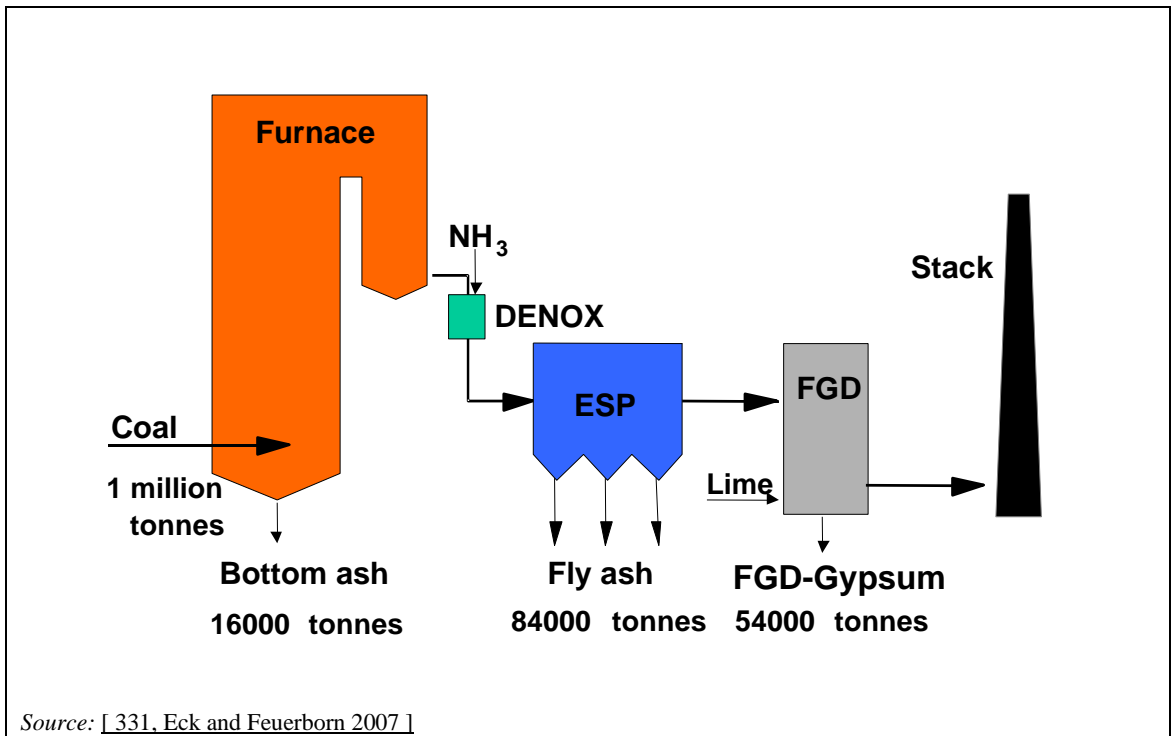 Furnace
NH3
Stack
DENOX
FGD
ESP
Coal
Lime
1 million
tonnes
Bottom ash
Fly ash
FGD-Gypsum
16000 tonnes
84000 tonnes
54000 tonnes
Source: [ 331, Eck and Feuerborn 2007 ]